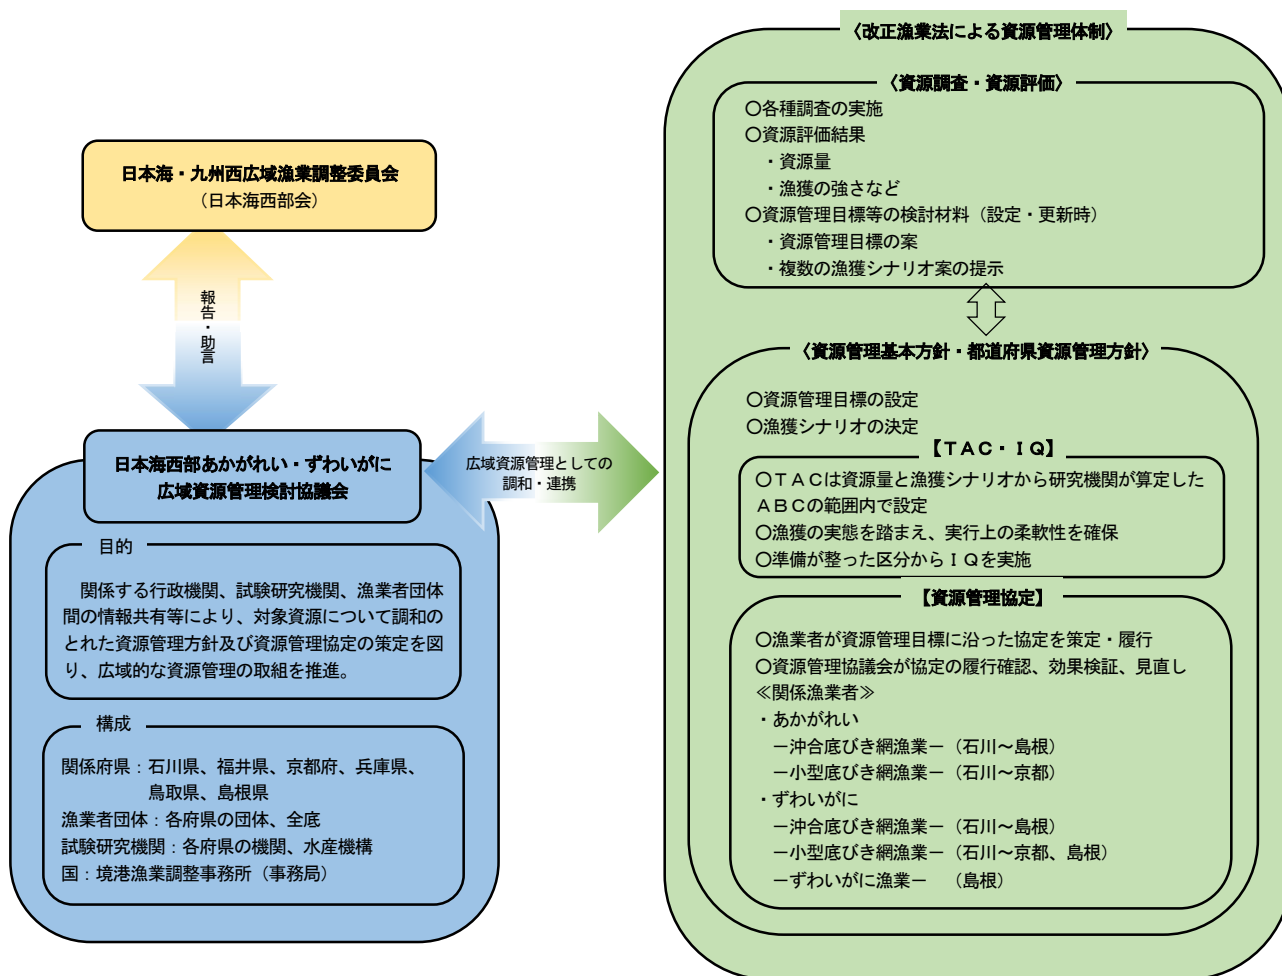 日本海・九州西広域漁業調整委員会
（日本海西部会）
報告・助言
日本海西部あかがれい・ずわいがに
広域資源管理検討協議会
目的
関係する行政機関、試験研究機関、漁業者団体
間の情報共有等により、対象資源について調和の
とれた資源管理方針及び資源管理協定の策定を図
り、広域的な資源管理の取組を推進。
構成
関係府県：石川県、福井県、京都府、兵庫県、
鳥取県、島根県
漁業者団体：各府県の団体、全底
試験研究機関：各府県の機関、水産機構
国：境港漁業調整事務所（事務局）
広域資源管理としての
調和・連携
〈改正漁業法による資源管理体制〉
〈資源調査・資源評価〉
〇各種調査の実施
〇資源評価結果
・資源量
・漁獲の強さなど
〇資源管理目標等の検討材料（設定・更新時）
・資源管理目標の案
・複数の漁獲シナリオ案の提示
〈資源管理基本方針・都道府県資源管理方針〉
〇資源管理目標の設定
〇漁獲シナリオの決定
【ＴＡＣ・ＩＱ】
〇ＴＡＣは資源量と漁獲シナリオから研究機関が算定した
ＡＢＣの範囲内で設定
〇漁獲の実態を踏まえ、実行上の柔軟性を確保
〇準備が整った区分からＩＱを実施
【資源管理協定】
〇漁業者が資源管理目標に沿った協定を策定・履行
〇資源管理協議会が協定の履行確認、効果検証、見直し
≪関係漁業者≫
・あかがれい
－沖合底びき網漁業－（石川～島根）
－小型底びき網漁業－（石川～京都）
・ずわいがに
－沖合底びき網漁業－（石川～島根）
－小型底びき網漁業－（石川～京都、島根）
－ずわいがに漁業－　（島根）